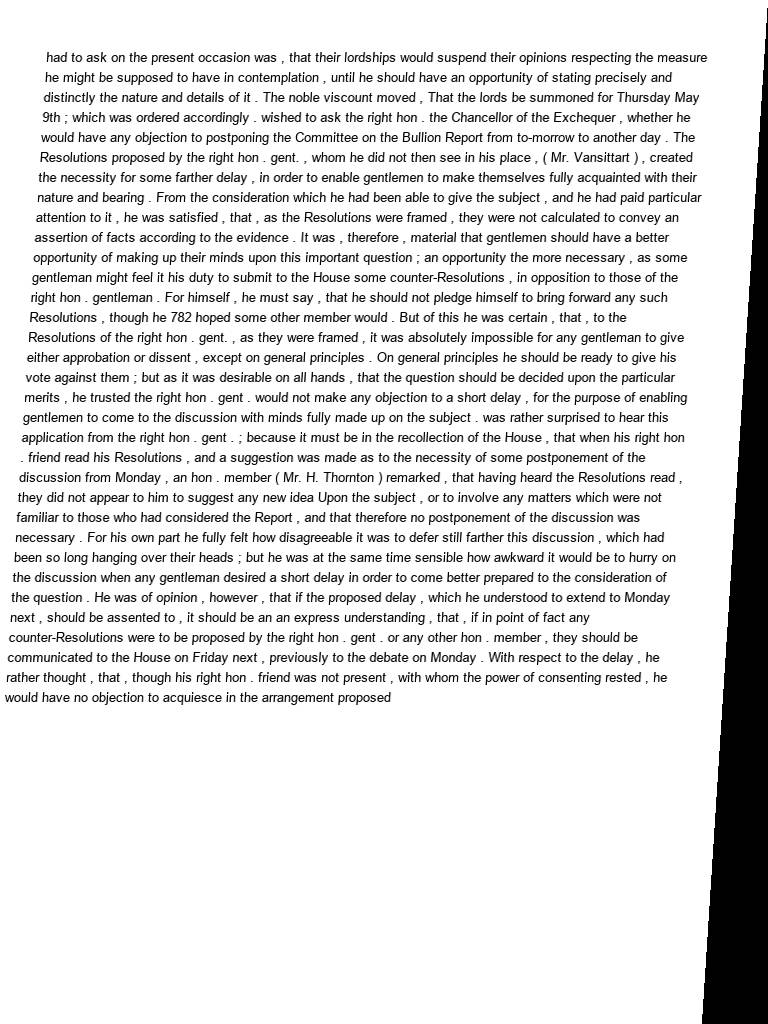 had to ask on the present occasion was , that their lordships would suspend their opinions respecting the measure
he might be supposed to have in contemplation , until he should have an opportunity of stating precisely and
distinctly the nature and details of it . The noble viscount moved , That the lords be summoned for Thursday May
9th ; which was ordered accordingly . wished to ask the right hon . the Chancellor of the Exchequer , whether he
would have any objection to postponing the Committee on the Bullion Report from to-morrow to another day . The
Resolutions proposed by the right hon . gent. , whom he did not then see in his place , ( Mr. Vansittart ) , created
the necessity for some farther delay , in order to enable gentlemen to make themselves fully acquainted with their
nature and bearing . From the consideration which he had been able to give the subject , and he had paid particular
attention to it , he was satisfied , that , as the Resolutions were framed , they were not calculated to convey an
assertion of facts according to the evidence . It was , therefore , material that gentlemen should have a better
opportunity of making up their minds upon this important question ; an opportunity the more necessary , as some
gentleman might feel it his duty to submit to the House some counter-Resolutions , in opposition to those of the
right hon . gentleman . For himself , he must say , that he should not pledge himself to bring forward any such
Resolutions , though he 782 hoped some other member would . But of this he was certain , that , to the
Resolutions of the right hon . gent. , as they were framed , it was absolutely impossible for any gentleman to give
either approbation or dissent , except on general principles . On general principles he should be ready to give his
vote against them ; but as it was desirable on all hands , that the question should be decided upon the particular
merits , he trusted the right hon . gent . would not make any objection to a short delay , for the purpose of enabling
gentlemen to come to the discussion with minds fully made up on the subject . was rather surprised to hear this
application from the right hon . gent . ; because it must be in the recollection of the House , that when his right hon
. friend read his Resolutions , and a suggestion was made as to the necessity of some postponement of the
discussion from Monday , an hon . member ( Mr. H. Thornton ) remarked , that having heard the Resolutions read ,
they did not appear to him to suggest any new idea Upon the subject , or to involve any matters which were not
familiar to those who had considered the Report , and that therefore no postponement of the discussion was
necessary . For his own part he fully felt how disagreeable it was to defer still farther this discussion , which had
been so long hanging over their heads ; but he was at the same time sensible how awkward it would be to hurry on
the discussion when any gentleman desired a short delay in order to come better prepared to the consideration of
the question . He was of opinion , however , that if the proposed delay , which he understood to extend to Monday
next , should be assented to , it should be an an express understanding , that , if in point of fact any
counter-Resolutions were to be proposed by the right hon . gent . or any other hon . member , they should be
communicated to the House on Friday next , previously to the debate on Monday . With respect to the delay , he
rather thought , that , though his right hon . friend was not present , with whom the power of consenting rested , he
would have no objection to acquiesce in the arrangement proposed